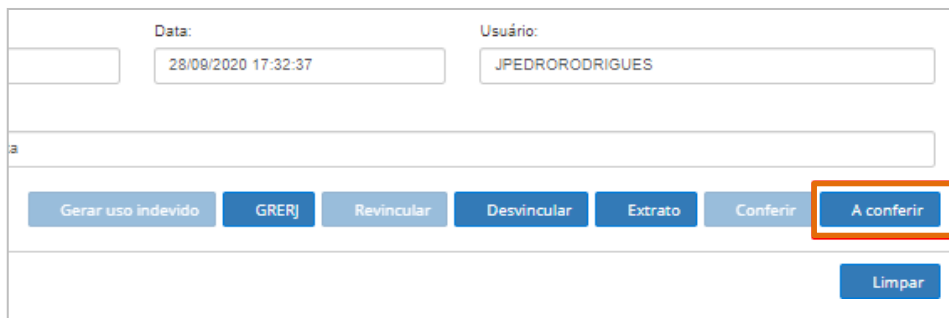 Data: Usuário:
28/09/2020 17:32:37 JPEDRORODRIGUES
Gerar uso indevido GRERJ Revincular Desvincular Extrato Conferir A conferir
Limpar